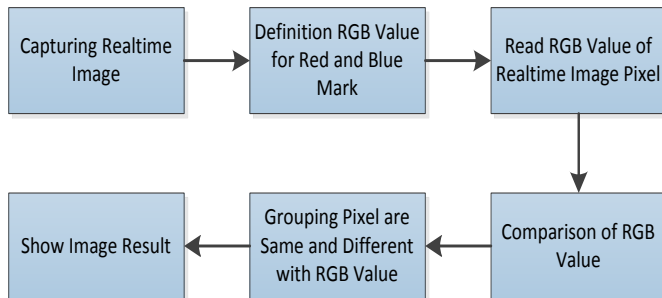 Capturing Realtime
Image
Definition RGB Value
for Red and Blue
Mark
Read RGB Value of
Realtime Image Pixel
Comparison of RGB
Value
Grouping Pixel are
Same and Different
with RGB Value
Show Image Result